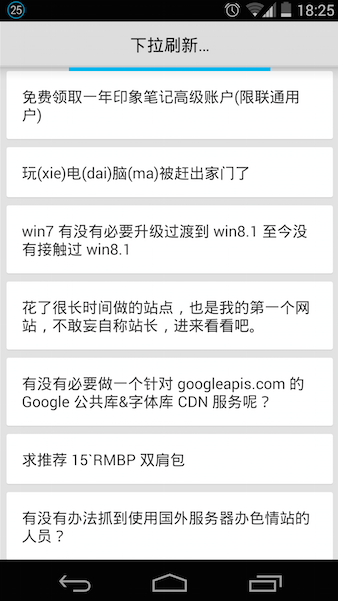 25 18:25
下拉刷新...
免费领取一年印象笔记高级账户(限联通用
户)
玩(xie)电(dai)脑(ma)被赶出家门了
win7 有没有必要升级过渡到 win8.1 至今没
有接触过 win8.1
花了很长时间做的站点，也是我的第一个网
站，不敢妄自称站长，进来看看吧。
有没有必要做一个针对 googleapis.com 的
Google 公共库&字体库 CDN 服务呢？
求推荐 15`RMBP 双肩包
有没有办法抓到使用国外服务器办色情站的
人员？